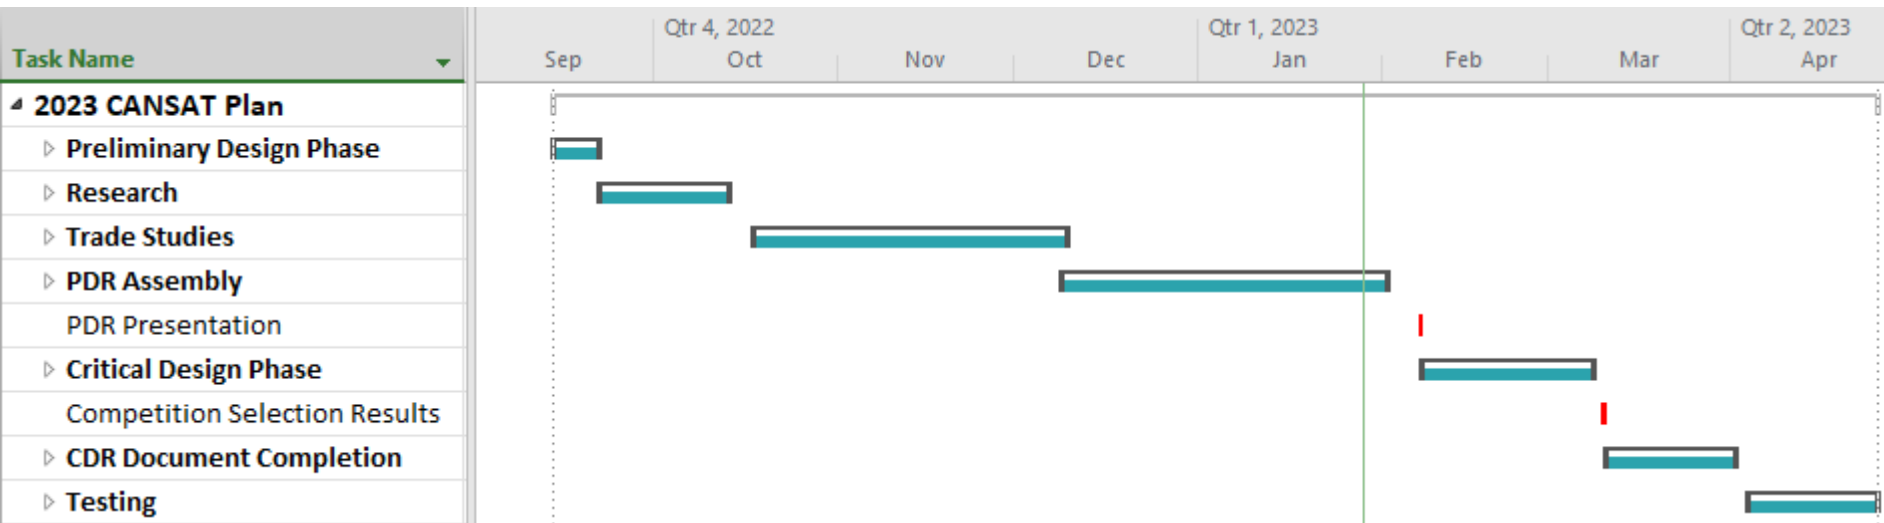 Qtr 4, 2022 Qtr 1, 2023 Qtr 2, 2023
Task Name Sep Oct Nov Dec Jan Feb Mar Apr
2023 CANSAT Plan
Preliminary Design Phase
Research
Trade Studies
PDR Assembly
PDR Presentation
Critical Design Phase
Competition Selection Results
CDR Document Completion
Testing